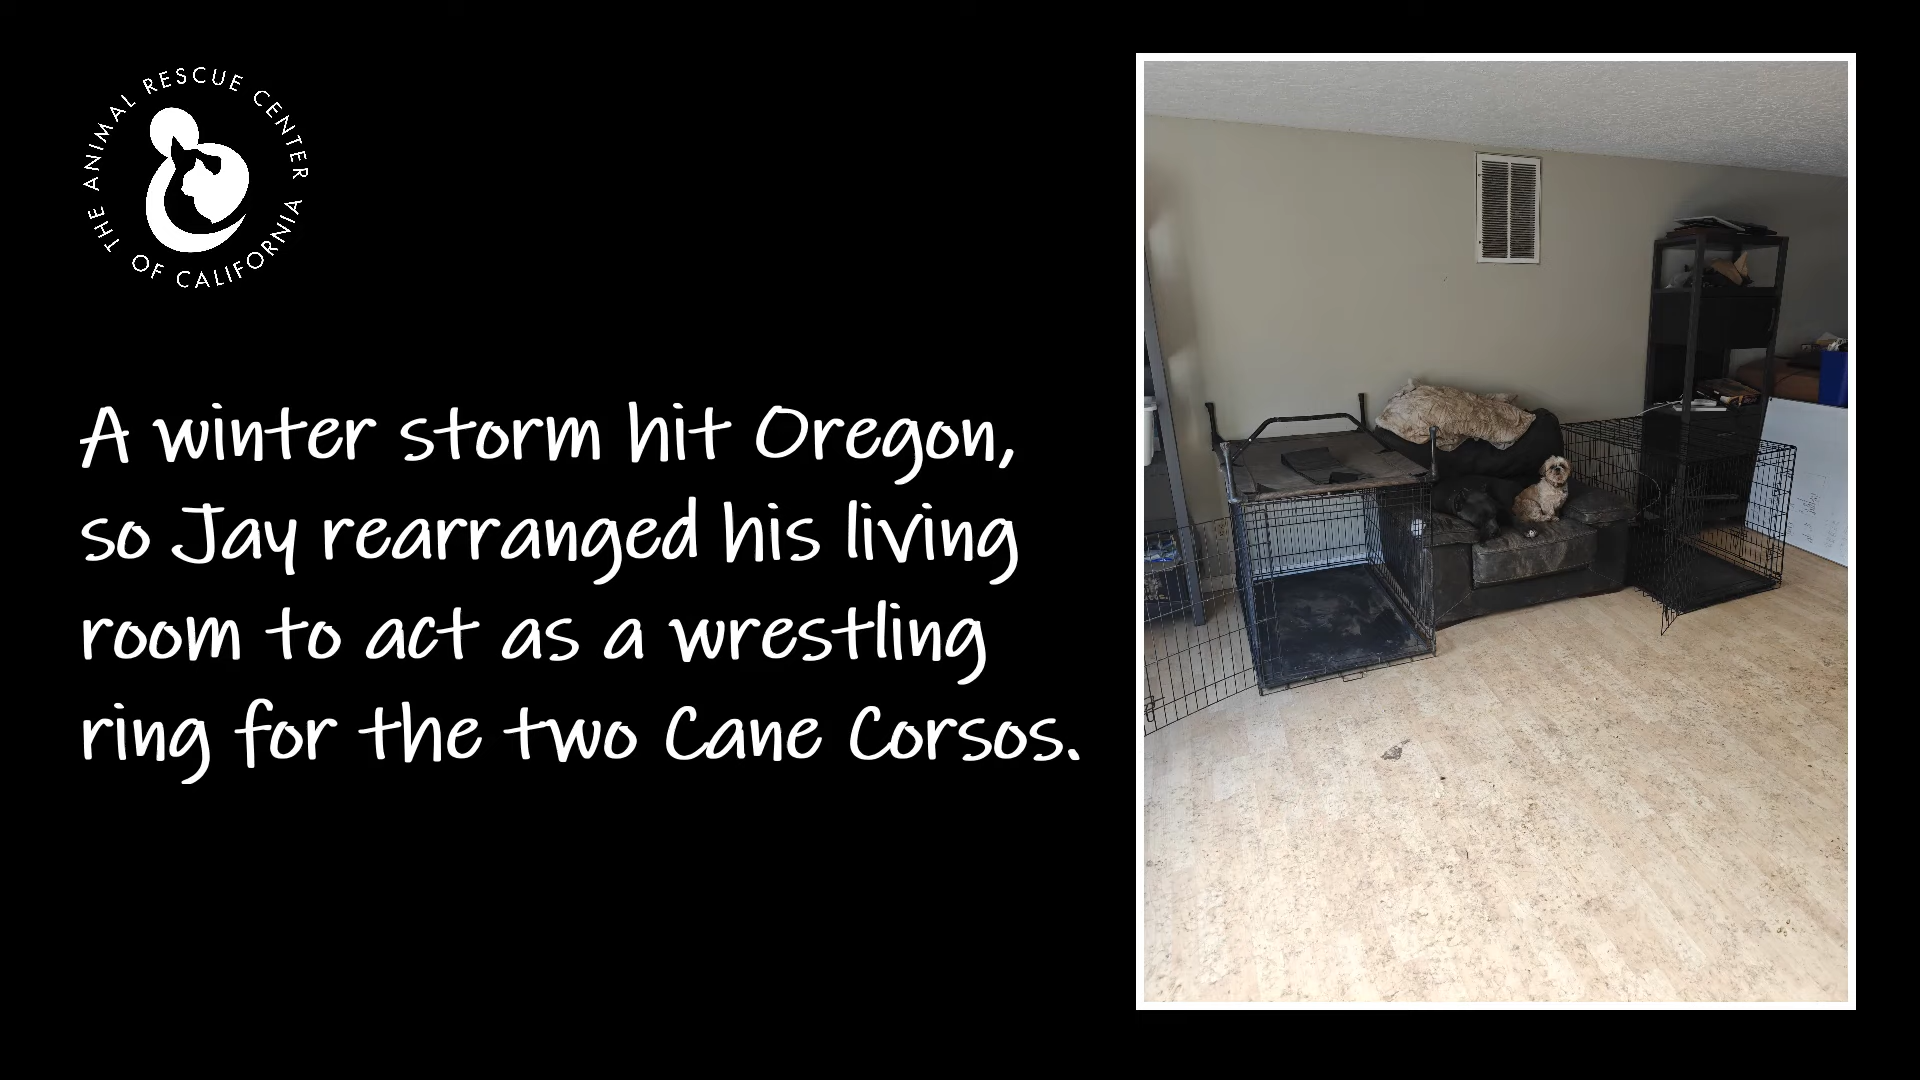 THE ANIMAL RESCUE CENTER
OF CALIFORNIA
A winter storm hit Oregon,
so Jay rearranged his living
room to act as a wrestling
ring for the two Cane Corsos.